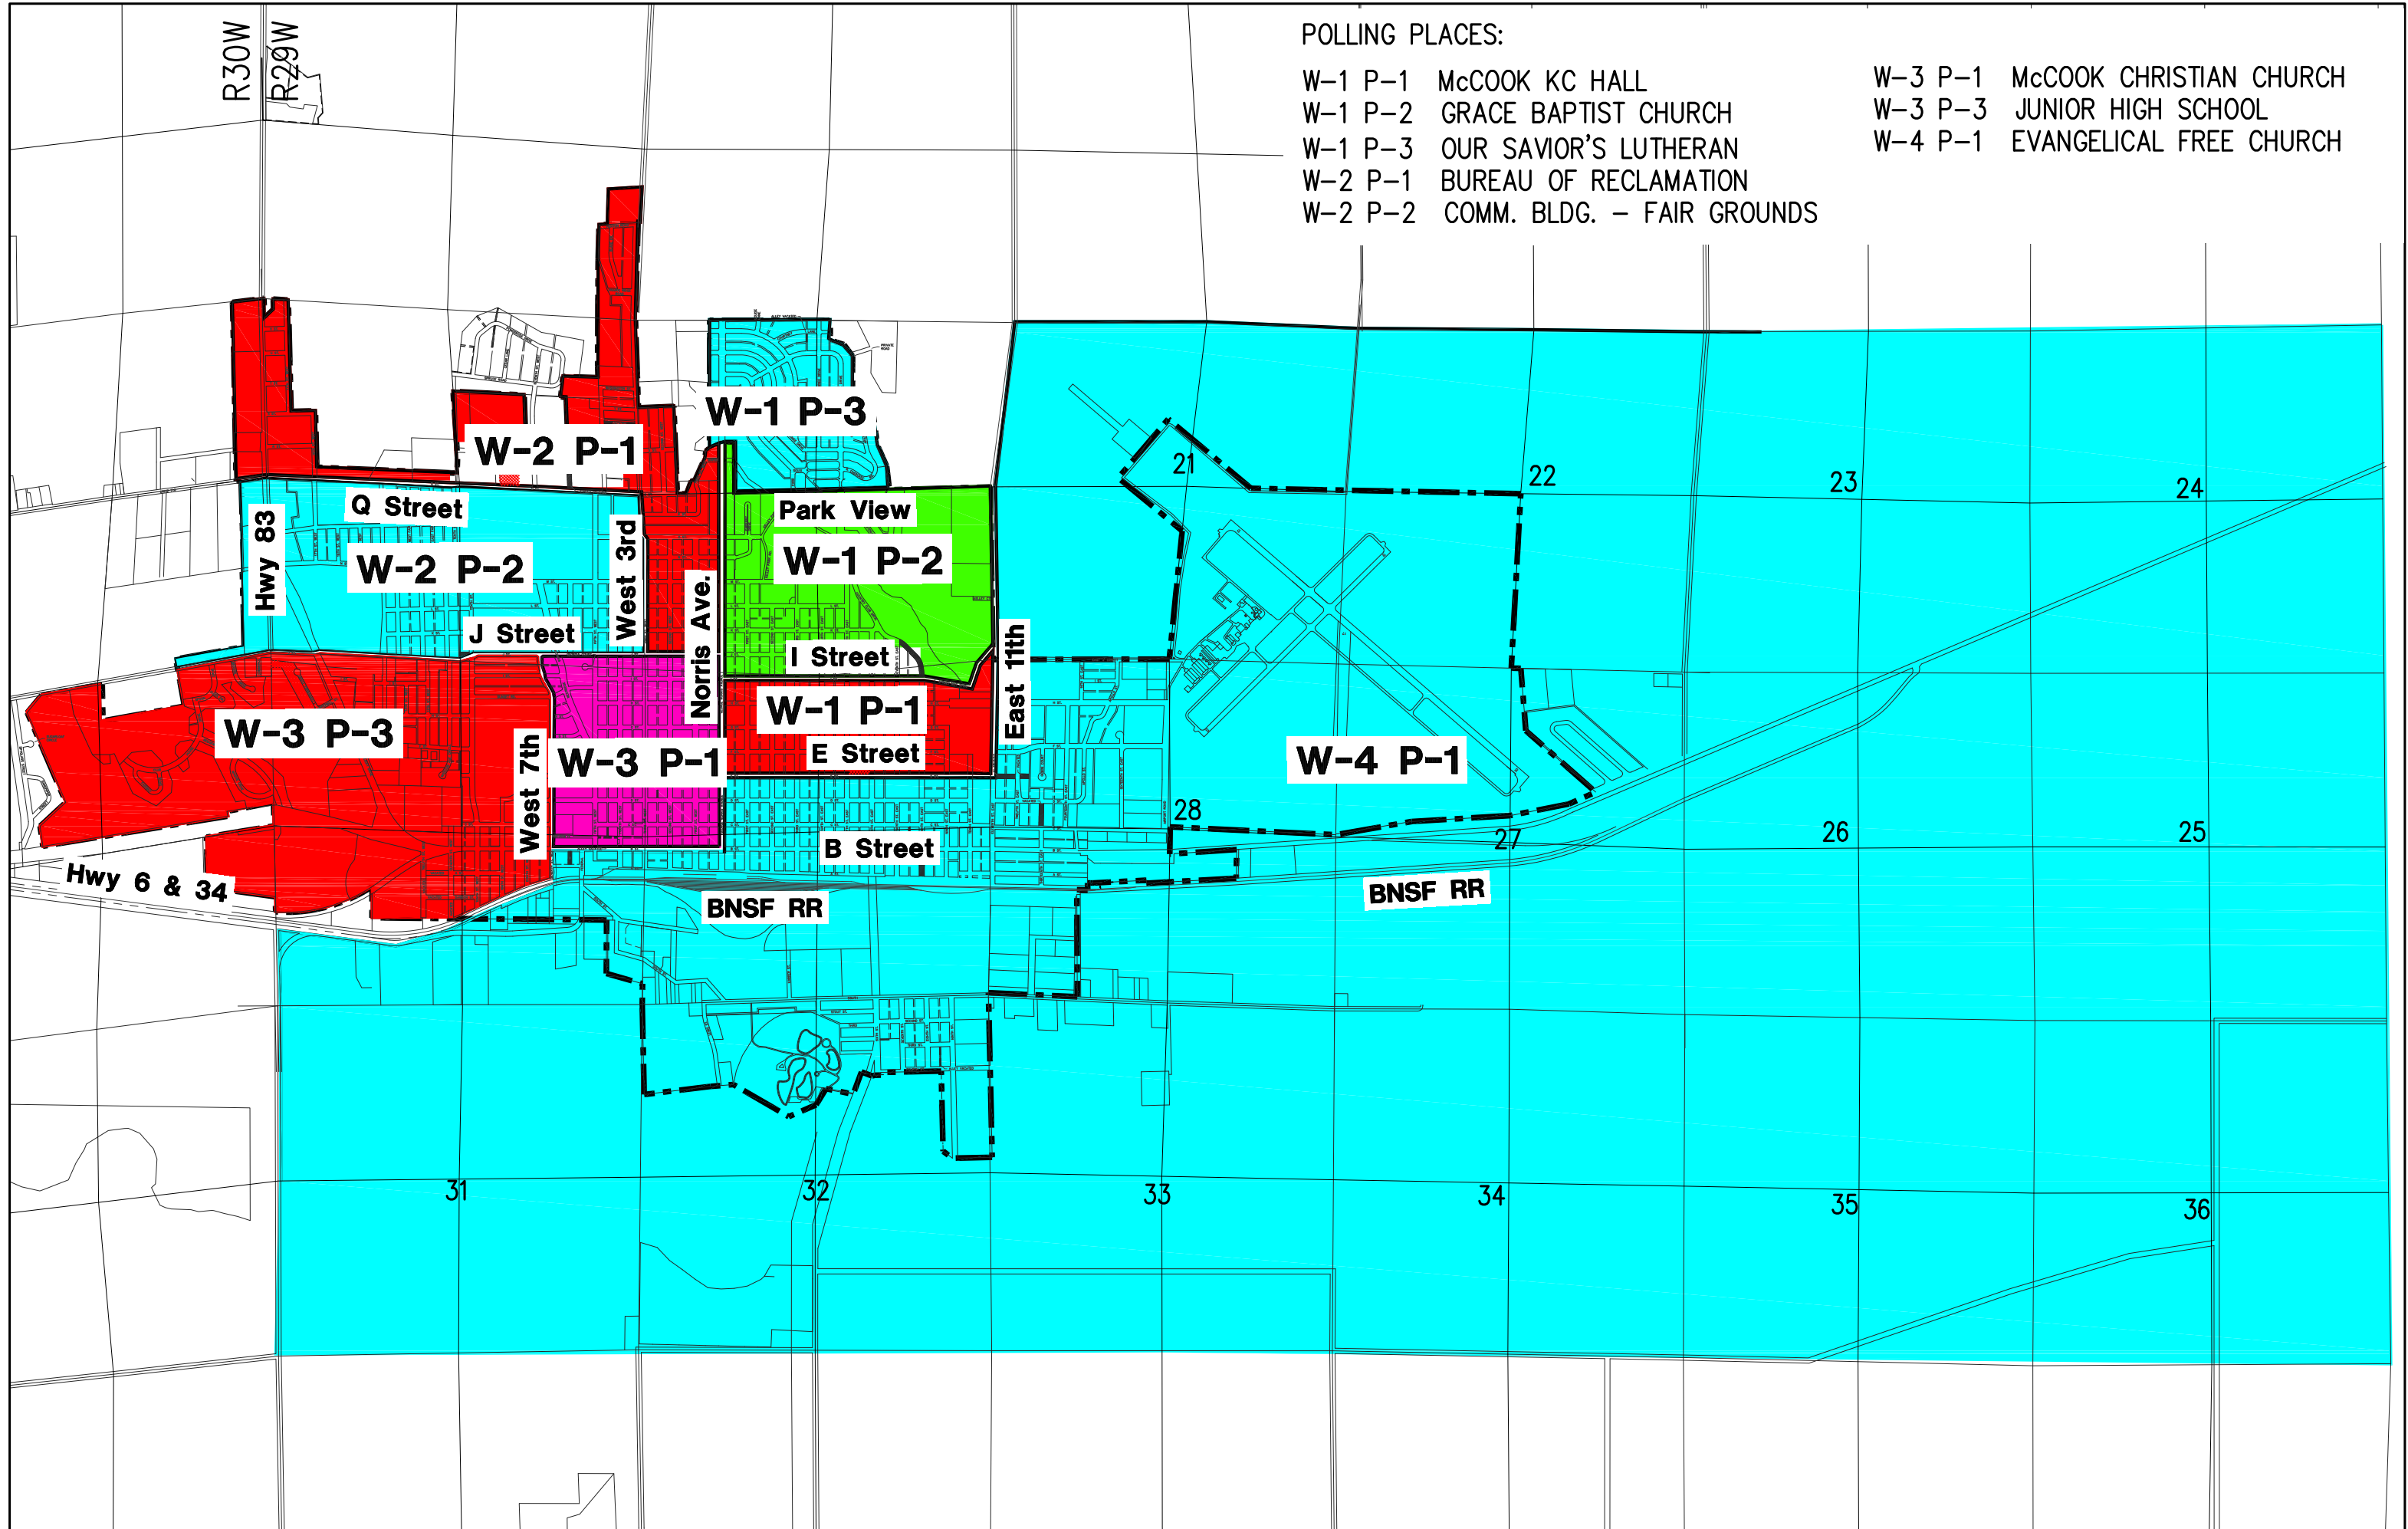 R30W
R29W
POLLING PLACES:
W-1 P-1 McCOOK KC HALL
W-1 P-2 GRACE BAPTIST CHURCH
W-1 P-3 OUR SAVIOR'S LUTHERAN
W-2 P-1 BUREAU OF RECLAMATION
W-2 P-2 COMM. BLDG. - FAIR GROUNDS
W-3 P-1 McCOOK CHRISTIAN CHURCH
W-3 P-3 JUNIOR HIGH SCHOOL
W-4 P-1 EVANGELICAL FREE CHURCH
W-1 P-3
W-2 P-1
21
22
23
24
Q Street
Park View
Hwy 83
W-2 P-2
West 3rd
W-1 P-2
Norris Ave.
J Street
I Street
East 11th
W-3 P-3
W-1 P-1
West 7th
W-3 P-1
E Street
W-4 P-1
28
27
26
25
B Street
Hwy 6 & 34
BNSF RR
BNSF RR
31
32
33
34
35
36